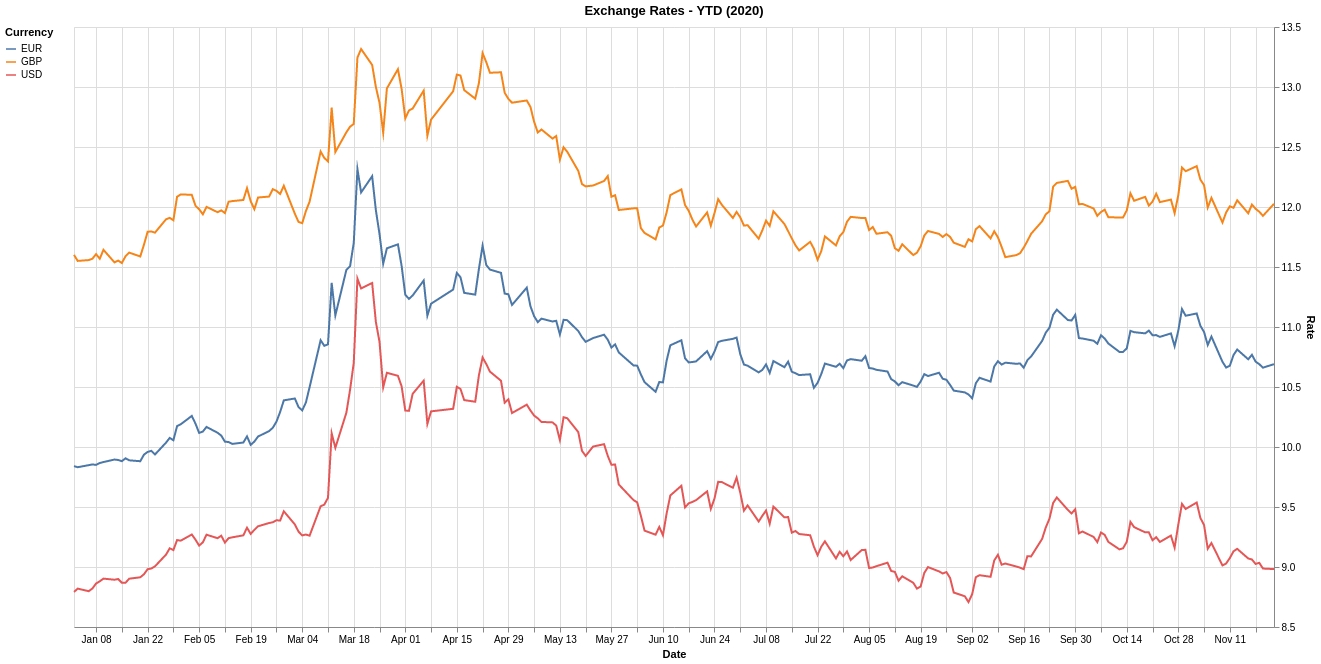 Exchange Rates - YTD (2020)
Currency
EUR
GBP
USD
13.5
13.0
12.5
12.0
11.5
11.0
10.5
10.0
9.5
9.0
8.5
Rate
Jan 08 Jan 22 Feb 05 Feb 19 Mar 04 Mar 18 Apr 01 Apr 15 Apr 29 May 13 May 27 Jun 10 Jun 24 Jul 08 Jul 22 Aug 05 Aug 19 Sep 02 Sep 16 Sep 30 Oct 14 Oct 28 Nov 11
Date